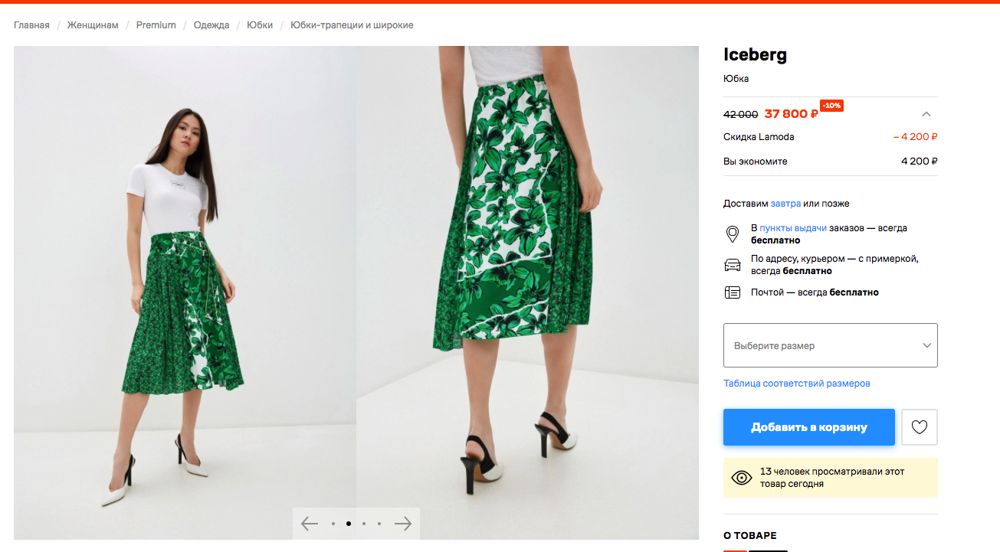 Главная / Женщинам / Premium / Одежда / Юбки / Юбки-трапеции и широкие
Iceberg
Юбка
42 000 37 800 ₽ -10%
Скидка Lamoda – 4 200 ₽
Вы экономите 4 200 ₽
Доставим завтра или позже
В пункты выдачи заказов — всегда
бесплатно
По адресу, курьером — с примеркой,
всегда бесплатно
Почтой — всегда бесплатно
Выберите размер
Таблица соответствий размеров
Добавить в корзину
13 человек просматривали этот
товар сегодня
О ТОВАРЕ